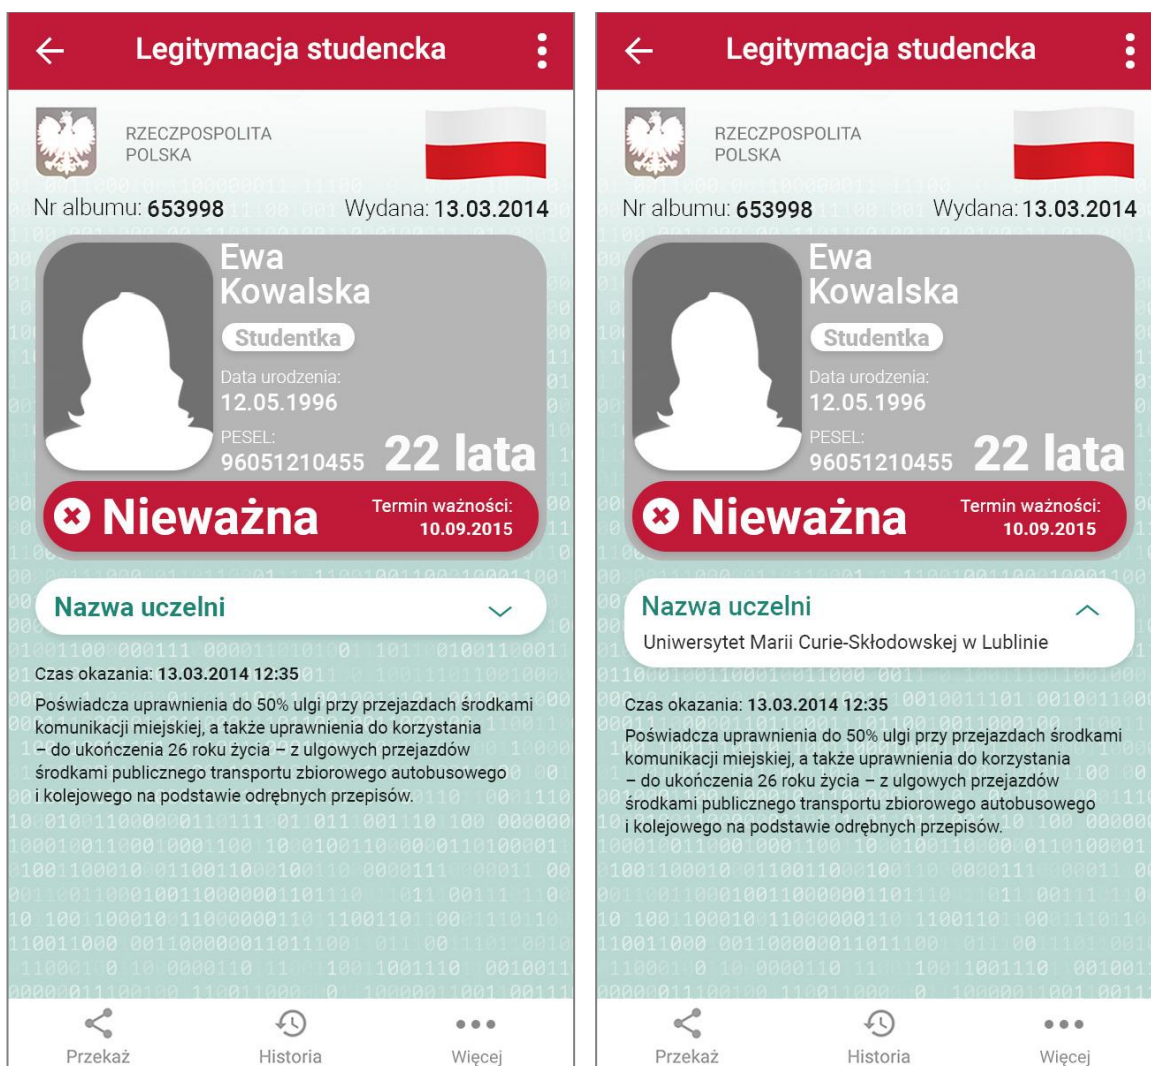 Legitymacja studencka
RZECZPOSPOLITA
POLSKA
Nr albumu: 653998 Wydana: 13.03.2014
Ewa
Kowalska
Studentka
Data urodzenia:
12.05.1996
PESEL:
96051210455 22 lata
Nieważna Termin ważności:
10.09.2015
Nazwa uczelni
Czas okazania: 13.03.2014 12:35
Poświadcza uprawnienia do 50% ulgi przy przejazdach środkami
komunikacji miejskiej, a także uprawnienia do korzystania
– do ukończenia 26 roku życia – z ulgowych przejazdów
środkami publicznego transportu zbiorowego autobusowego
i kolejowego na podstawie odrębnych przepisów.
Przekaż Historia Więcej
Legitymacja studencka
RZECZPOSPOLITA
POLSKA
Nr albumu: 653998 Wydana: 13.03.2014
Ewa
Kowalska
Studentka
Data urodzenia:
12.05.1996
PESEL:
96051210455 22 lata
Nieważna Termin ważności:
10.09.2015
Nazwa uczelni
Uniwersytet Marii Curie-Skłodowskej w Lublinie
Czas okazania: 13.03.2014 12:35
Poświadcza uprawnienia do 50% ulgi przy przejazdach środkami
komunikacji miejskiej, a także uprawnienia do korzystania
– do ukończenia 26 roku życia – z ulgowych przejazdów
środkami publicznego transportu zbiorowego autobusowego
i kolejowego na podstawie odrębnych przepisów.
Przekaż Historia Więcej